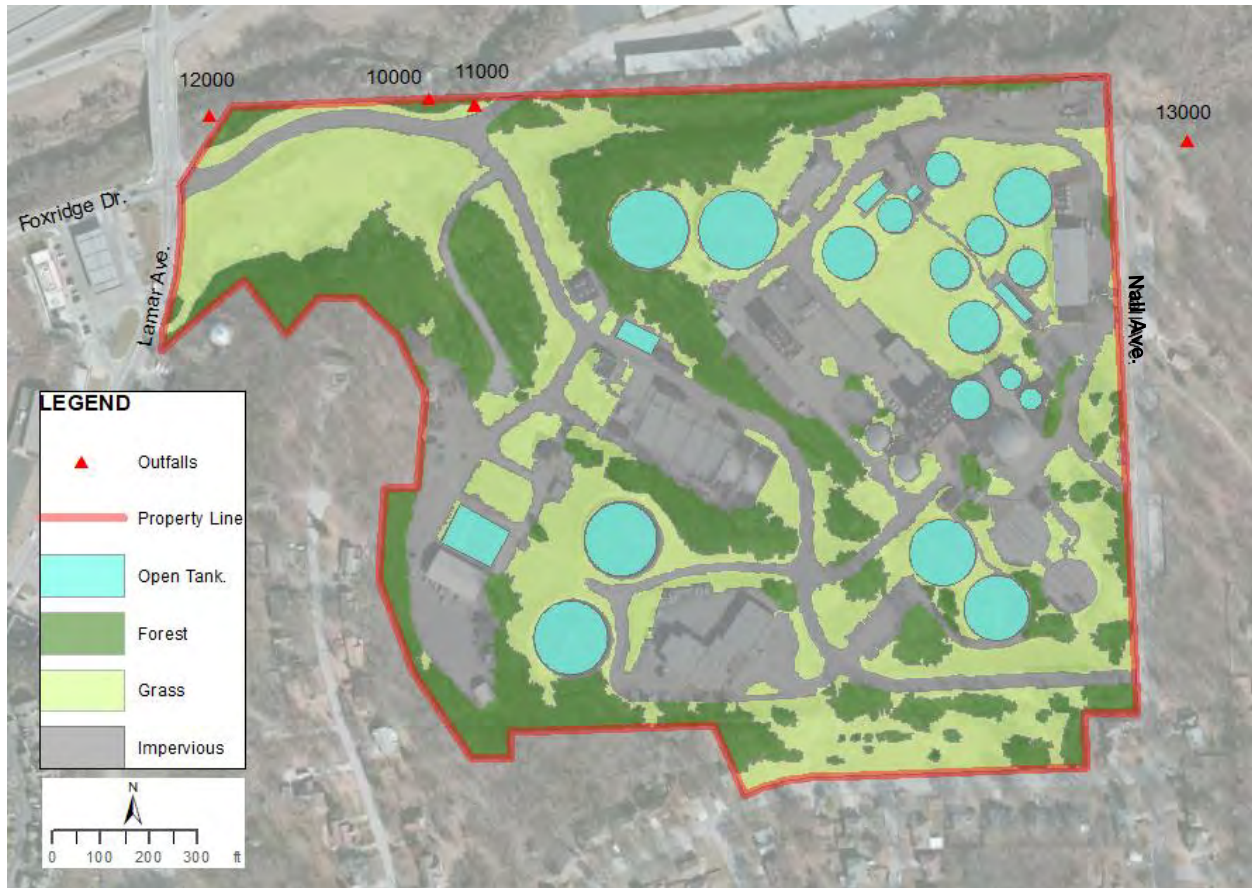 12000
10000
11000
13000
Foxridge Dr.
Lamar Ave.
Nall Ave.
LEGEND
Outfalls
Property Line
Open Tank.
Forest
Grass
Impervious
N
0 100 200 300 ft